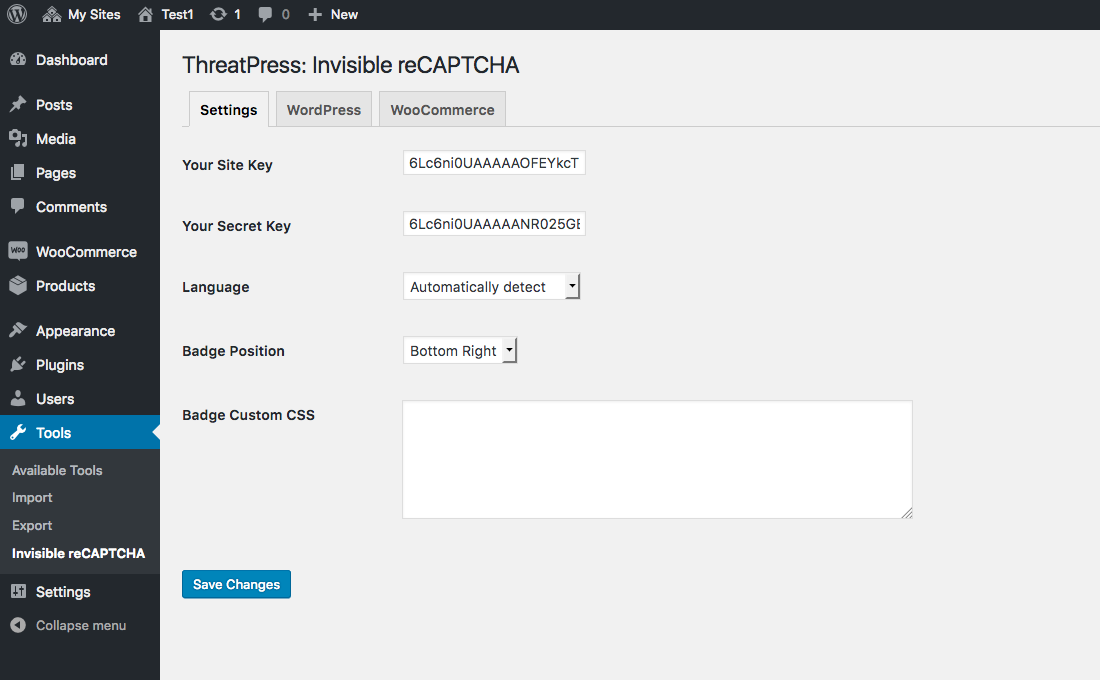 My Sites Test1 1 0 New
Dashboard
Posts
Media
Pages
Comments
WOO WooCommerce
Products
Appearance
Plugins
Users
Tools
Available Tools
Import
Export
Invisible reCAPTCHA
Settings
Collapse menu
ThreatPress: Invisible reCAPTCHA
Settings WordPress WooCommerce
Your Site Key 6Lc6ni0UAAAAAOFEYkcT
Your Secret Key 6Lc6ni0UAAAAANR025GE
Language Automatically detect
Badge Position Bottom Right
Badge Custom CSS
Save Changes